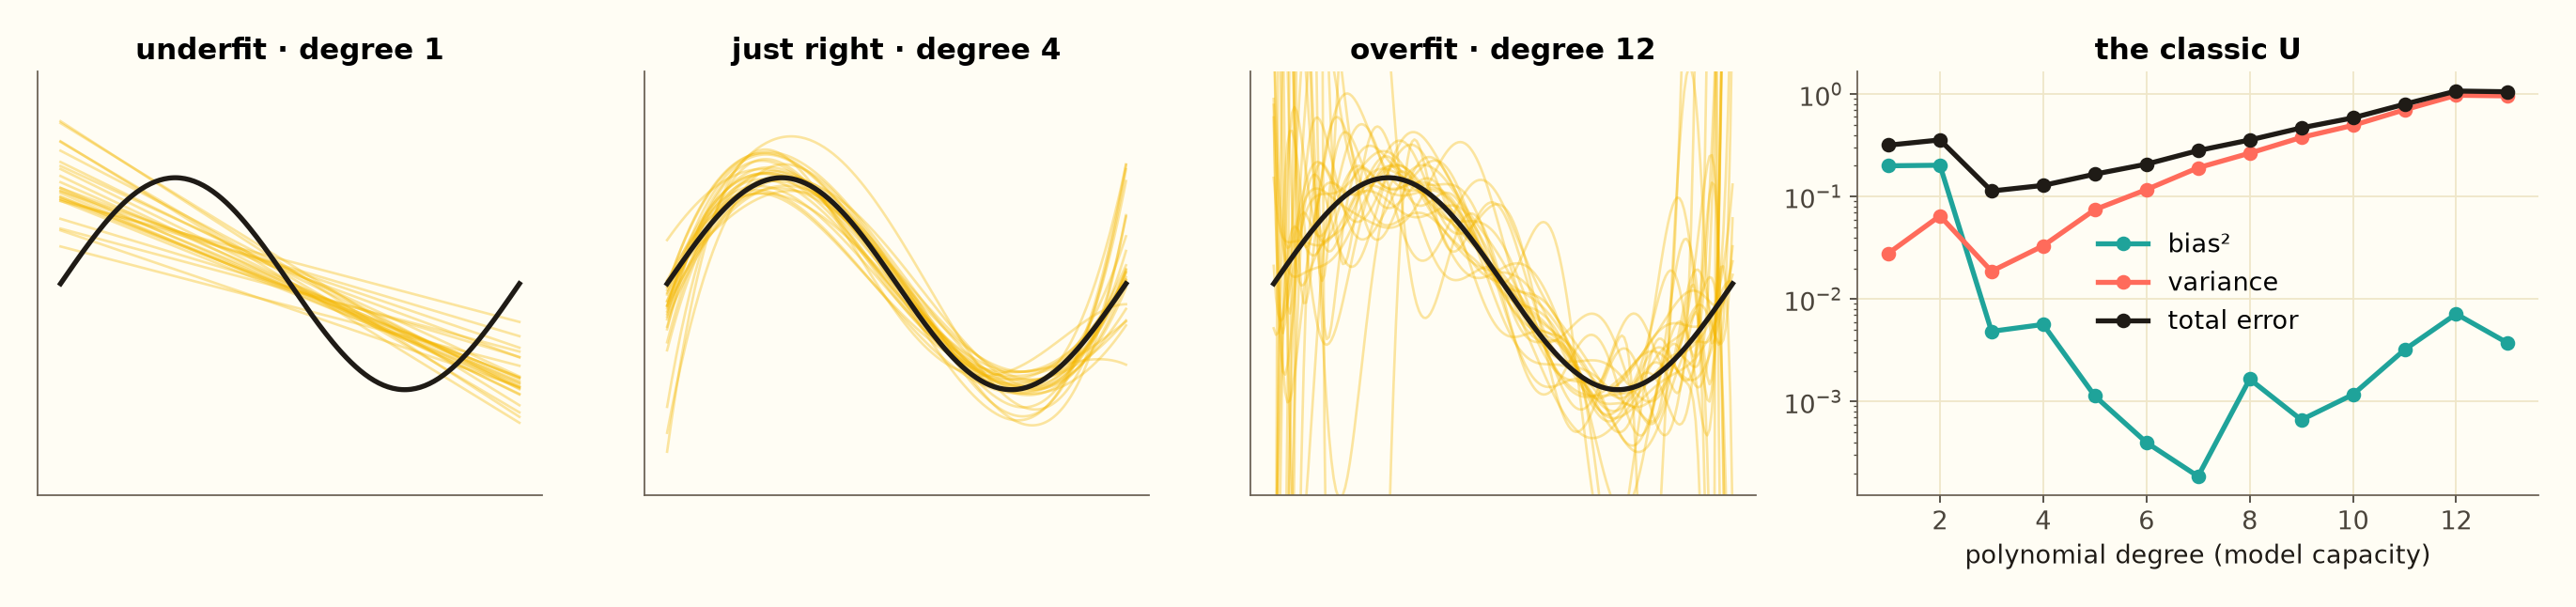 underfit · degree 1
just right · degree 4
overfit · degree 12
the classic U
10⁰
10⁻¹
10⁻²
10⁻³
bias²
variance
total error
2 4 6 8 10 12
polynomial degree (model capacity)